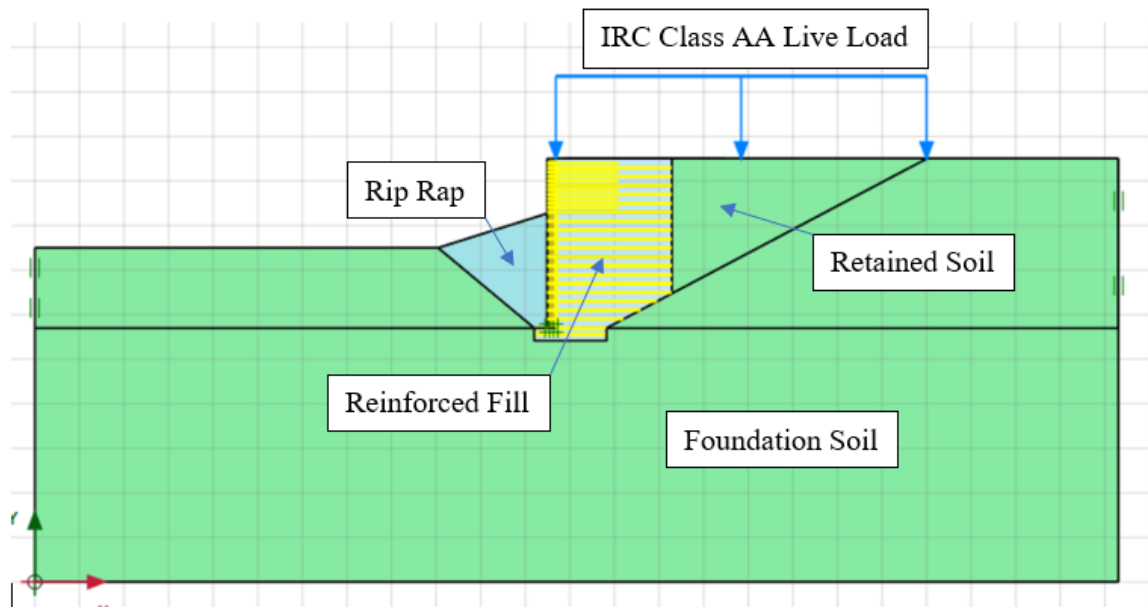 IRC Class AA Live Load
Rip Rap
Retained Soil
Reinforced Fill
Foundation Soil
Y